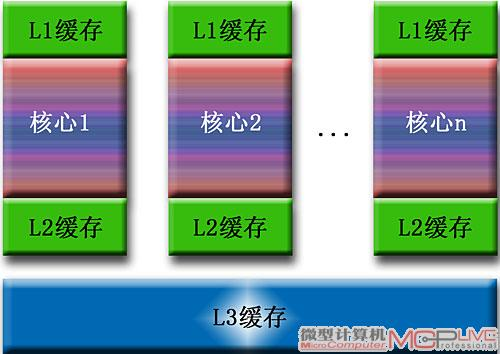 L1缓存 L1缓存 L1缓存
核心1 核心2 ... 核心n
L2缓存 L2缓存 L2缓存
L3缓存
微型计算机 MCPLIVE
MicroComputer Professional